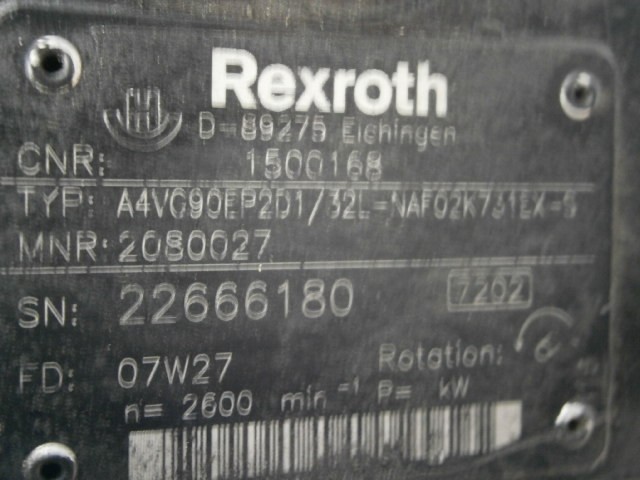 Rexroth
D-89275 Elchingen
CNR: 1500168
TYP: A4VG90EP2D1/32L-NAF02K731EX-S
MNR: 2080027
SN: 22666180 7202
FD: 07W27 Rotation:
n= 2600 min⁻¹ P= kW